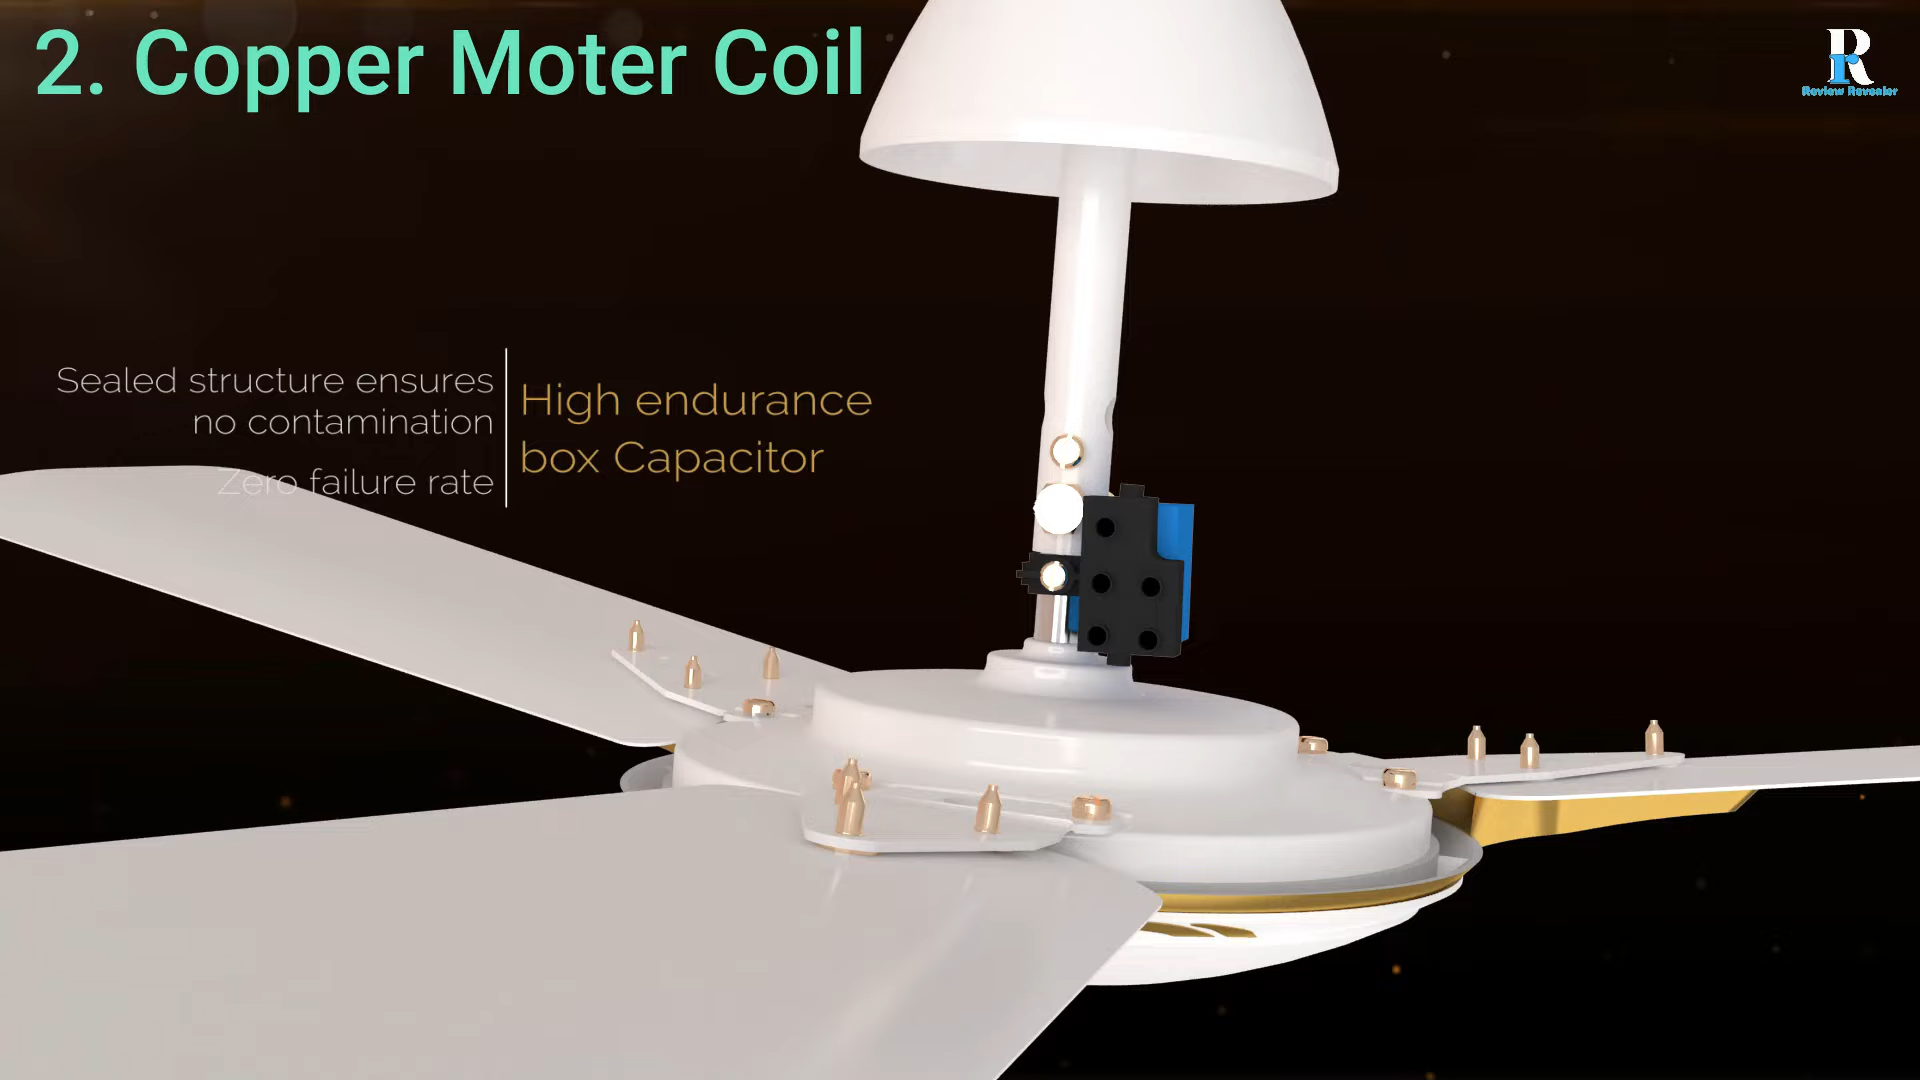 2. Copper Moter Coil
R
Review Revealer
Sealed structure ensures
no contamination
Zero failure rate
High endurance
box Capacitor